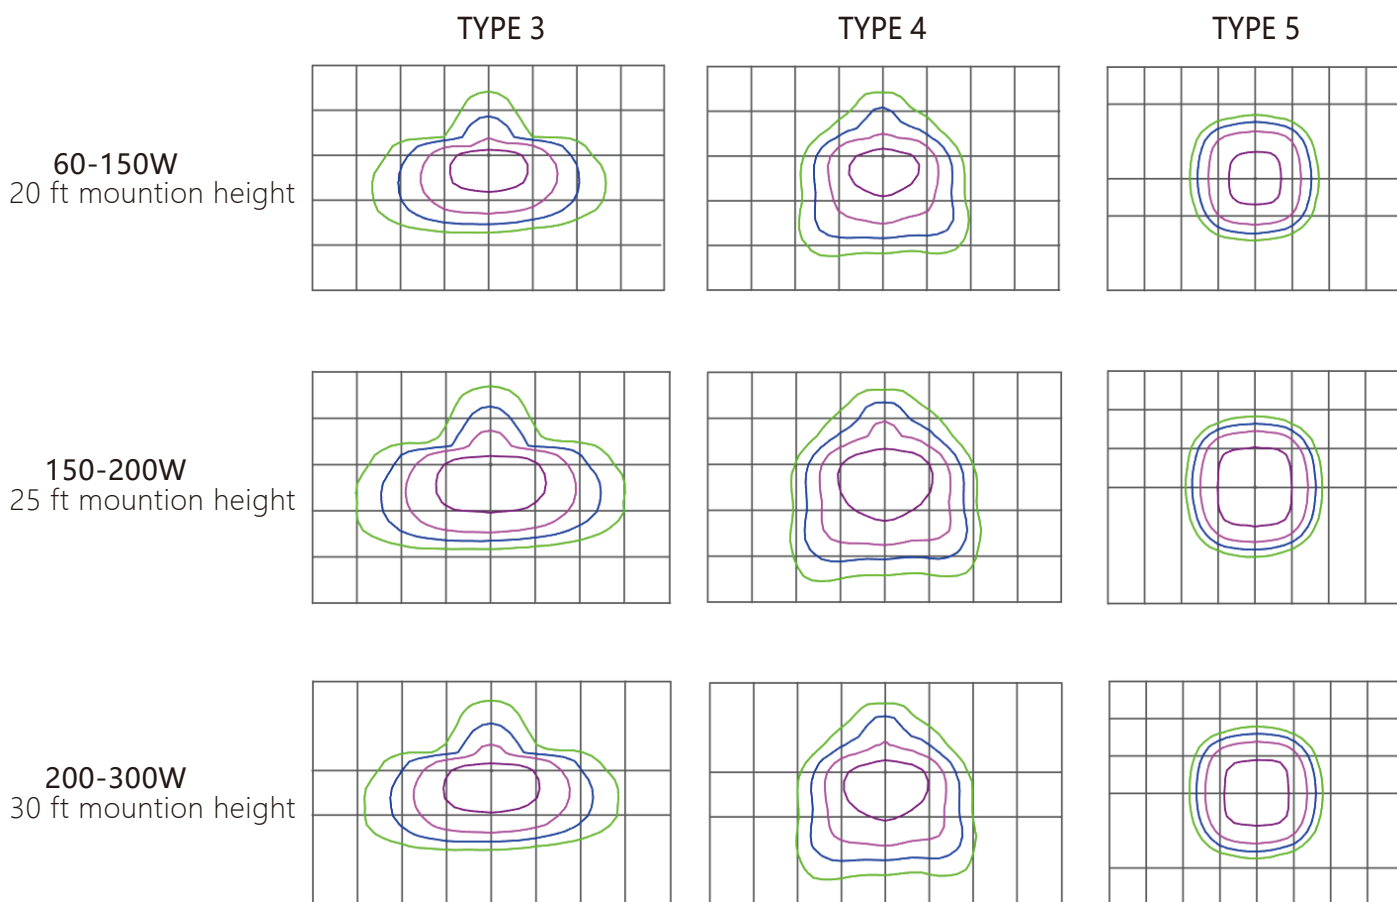 TYPE 3
TYPE 4
TYPE 5
60-150W
20 ft mountion height
150-200W
25 ft mountion height
200-300W
30 ft mountion height